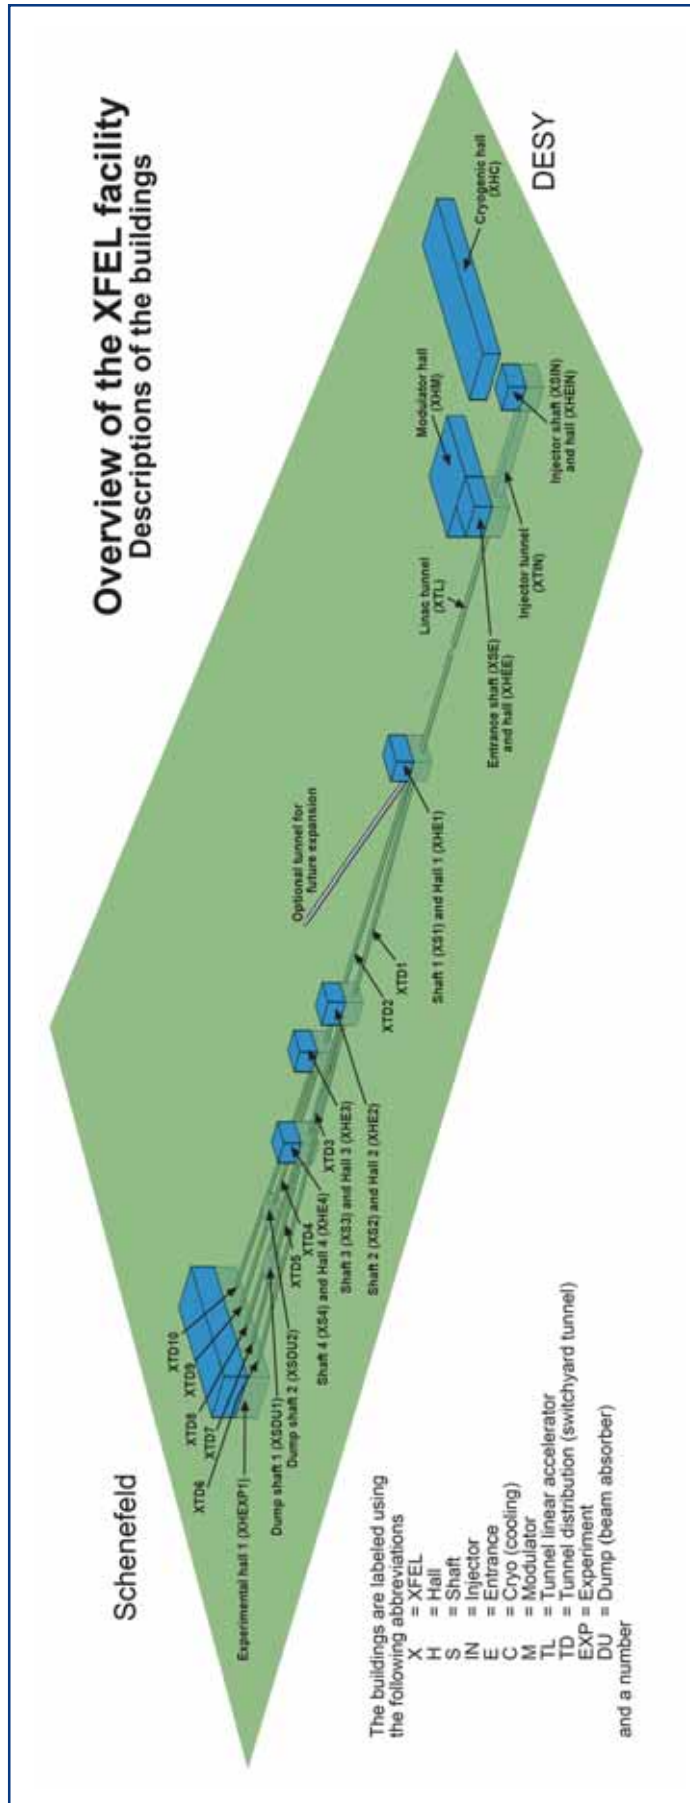 Overview of the XFEL facility
Descriptions of the buildings
Schenefeld
DESY
Cryogenic hall
(XHC)
Modulator hall
(XHM)
Injector shaft (XSIN)
and hall (XHEIN)
Injector tunnel
(XTIN)
Linac tunnel
(XTL)
Entrance shaft (XSE)
and hall (XHEE)
Optional tunnel for
future expansion
Shaft 1 (XS1) and Hall 1 (XHE1)
XTD1
XTD2
Shaft 2 (XS2) and Hall 2 (XHE2)
Shaft 3 (XS3) and Hall 3 (XHE3)
XTD3
Shaft 4 (XS4) and Hall 4 (XHE4)
XTD4
XTD5
Dump shaft 2 (XSDU2)
Dump shaft 1 (XSDU1)
XTD10
XTD9
XTD8
XTD7
XTD6
Experimental hall 1 (XHEXP1)
The buildings are labeled using
the following abbreviations
X = XFEL
H = Hall
S = Shaft
IN = Injector
E = Entrance
C = Cryo (cooling)
M = Modulator
TL = Tunnel linear accelerator
TD = Tunnel distribution (switchyard tunnel)
EXP = Experiment
DU = Dump (beam absorber)
and a number